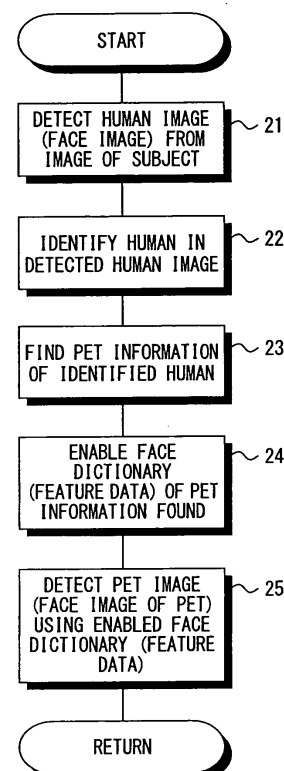 START
DETECT HUMAN IMAGE
(FACE IMAGE) FROM
IMAGE OF SUBJECT
21
IDENTIFY HUMAN IN
DETECTED HUMAN IMAGE
22
FIND PET INFORMATION
OF IDENTIFIED HUMAN
23
ENABLE FACE
DICTIONARY
(FEATURE DATA) OF PET
INFORMATION FOUND
24
DETECT PET IMAGE
(FACE IMAGE OF PET)
USING ENABLED FACE
DICTIONARY (FEATURE
DATA)
25
RETURN